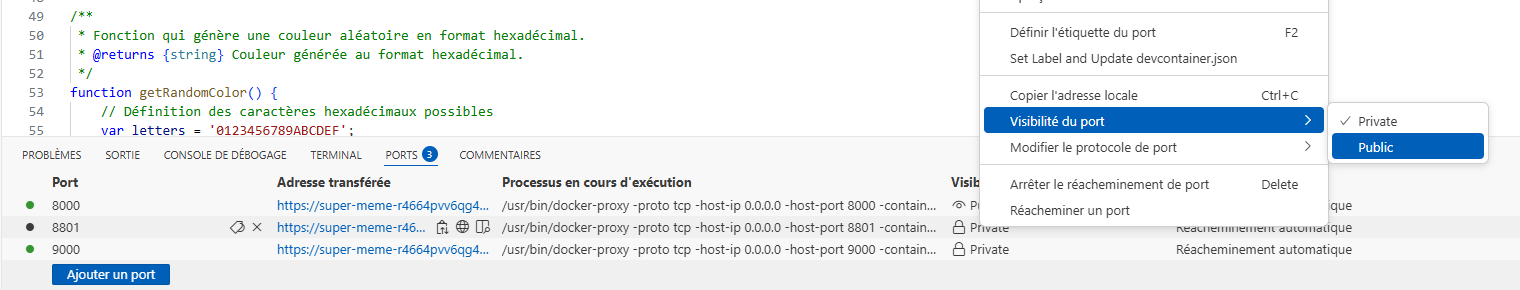 49 /**
50 * Fonction qui génère une couleur aléatoire en format hexadécimal.
51 * @returns {string} Couleur générée au format hexadécimal.
52 */
53 function getRandomColor() {
54 // Définition des caractères hexadécimaux possibles
55 var letters = '0123456789ABCDEF';
Définir l'étiquette du port F2
Set Label and Update devcontainer.json
Copier l'adresse locale Ctrl+C
Visibilité du port
Modifier le protocole de port
Arrêter le réacheminement de port Delete
Réacheminer un port
Private
Public
PROBLÈMES SORTIE CONSOLE DE DÉBOGAGE TERMINAL PORTS 3 COMMENTAIRES
Port Adresse transférée Processus en cours d'exécution
8000 https://super-meme-r4664pvv6qg4... /usr/bin/docker-proxy -proto tcp -host-ip 0.0.0.0 -host-port 8000 -contain...
8801 https://super-meme-r46... /usr/bin/docker-proxy -proto tcp -host-ip 0.0.0.0 -host-port 8801 -contain... Private Réacheminement automatique
9000 https://super-meme-r4664pvv6qg4... /usr/bin/docker-proxy -proto tcp -host-ip 0.0.0.0 -host-port 9000 -contain... Private Réacheminement automatique
Ajouter un port